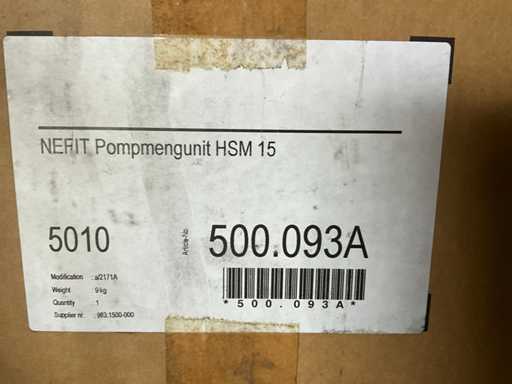 NEFIT Pompmengunit HSM 15
5010
Article-No.
500.093A
*500.093A*
Modification : a/2171A
Weight : 9 kg
Quantity : 1
Supplier nr. : 983.1500-000